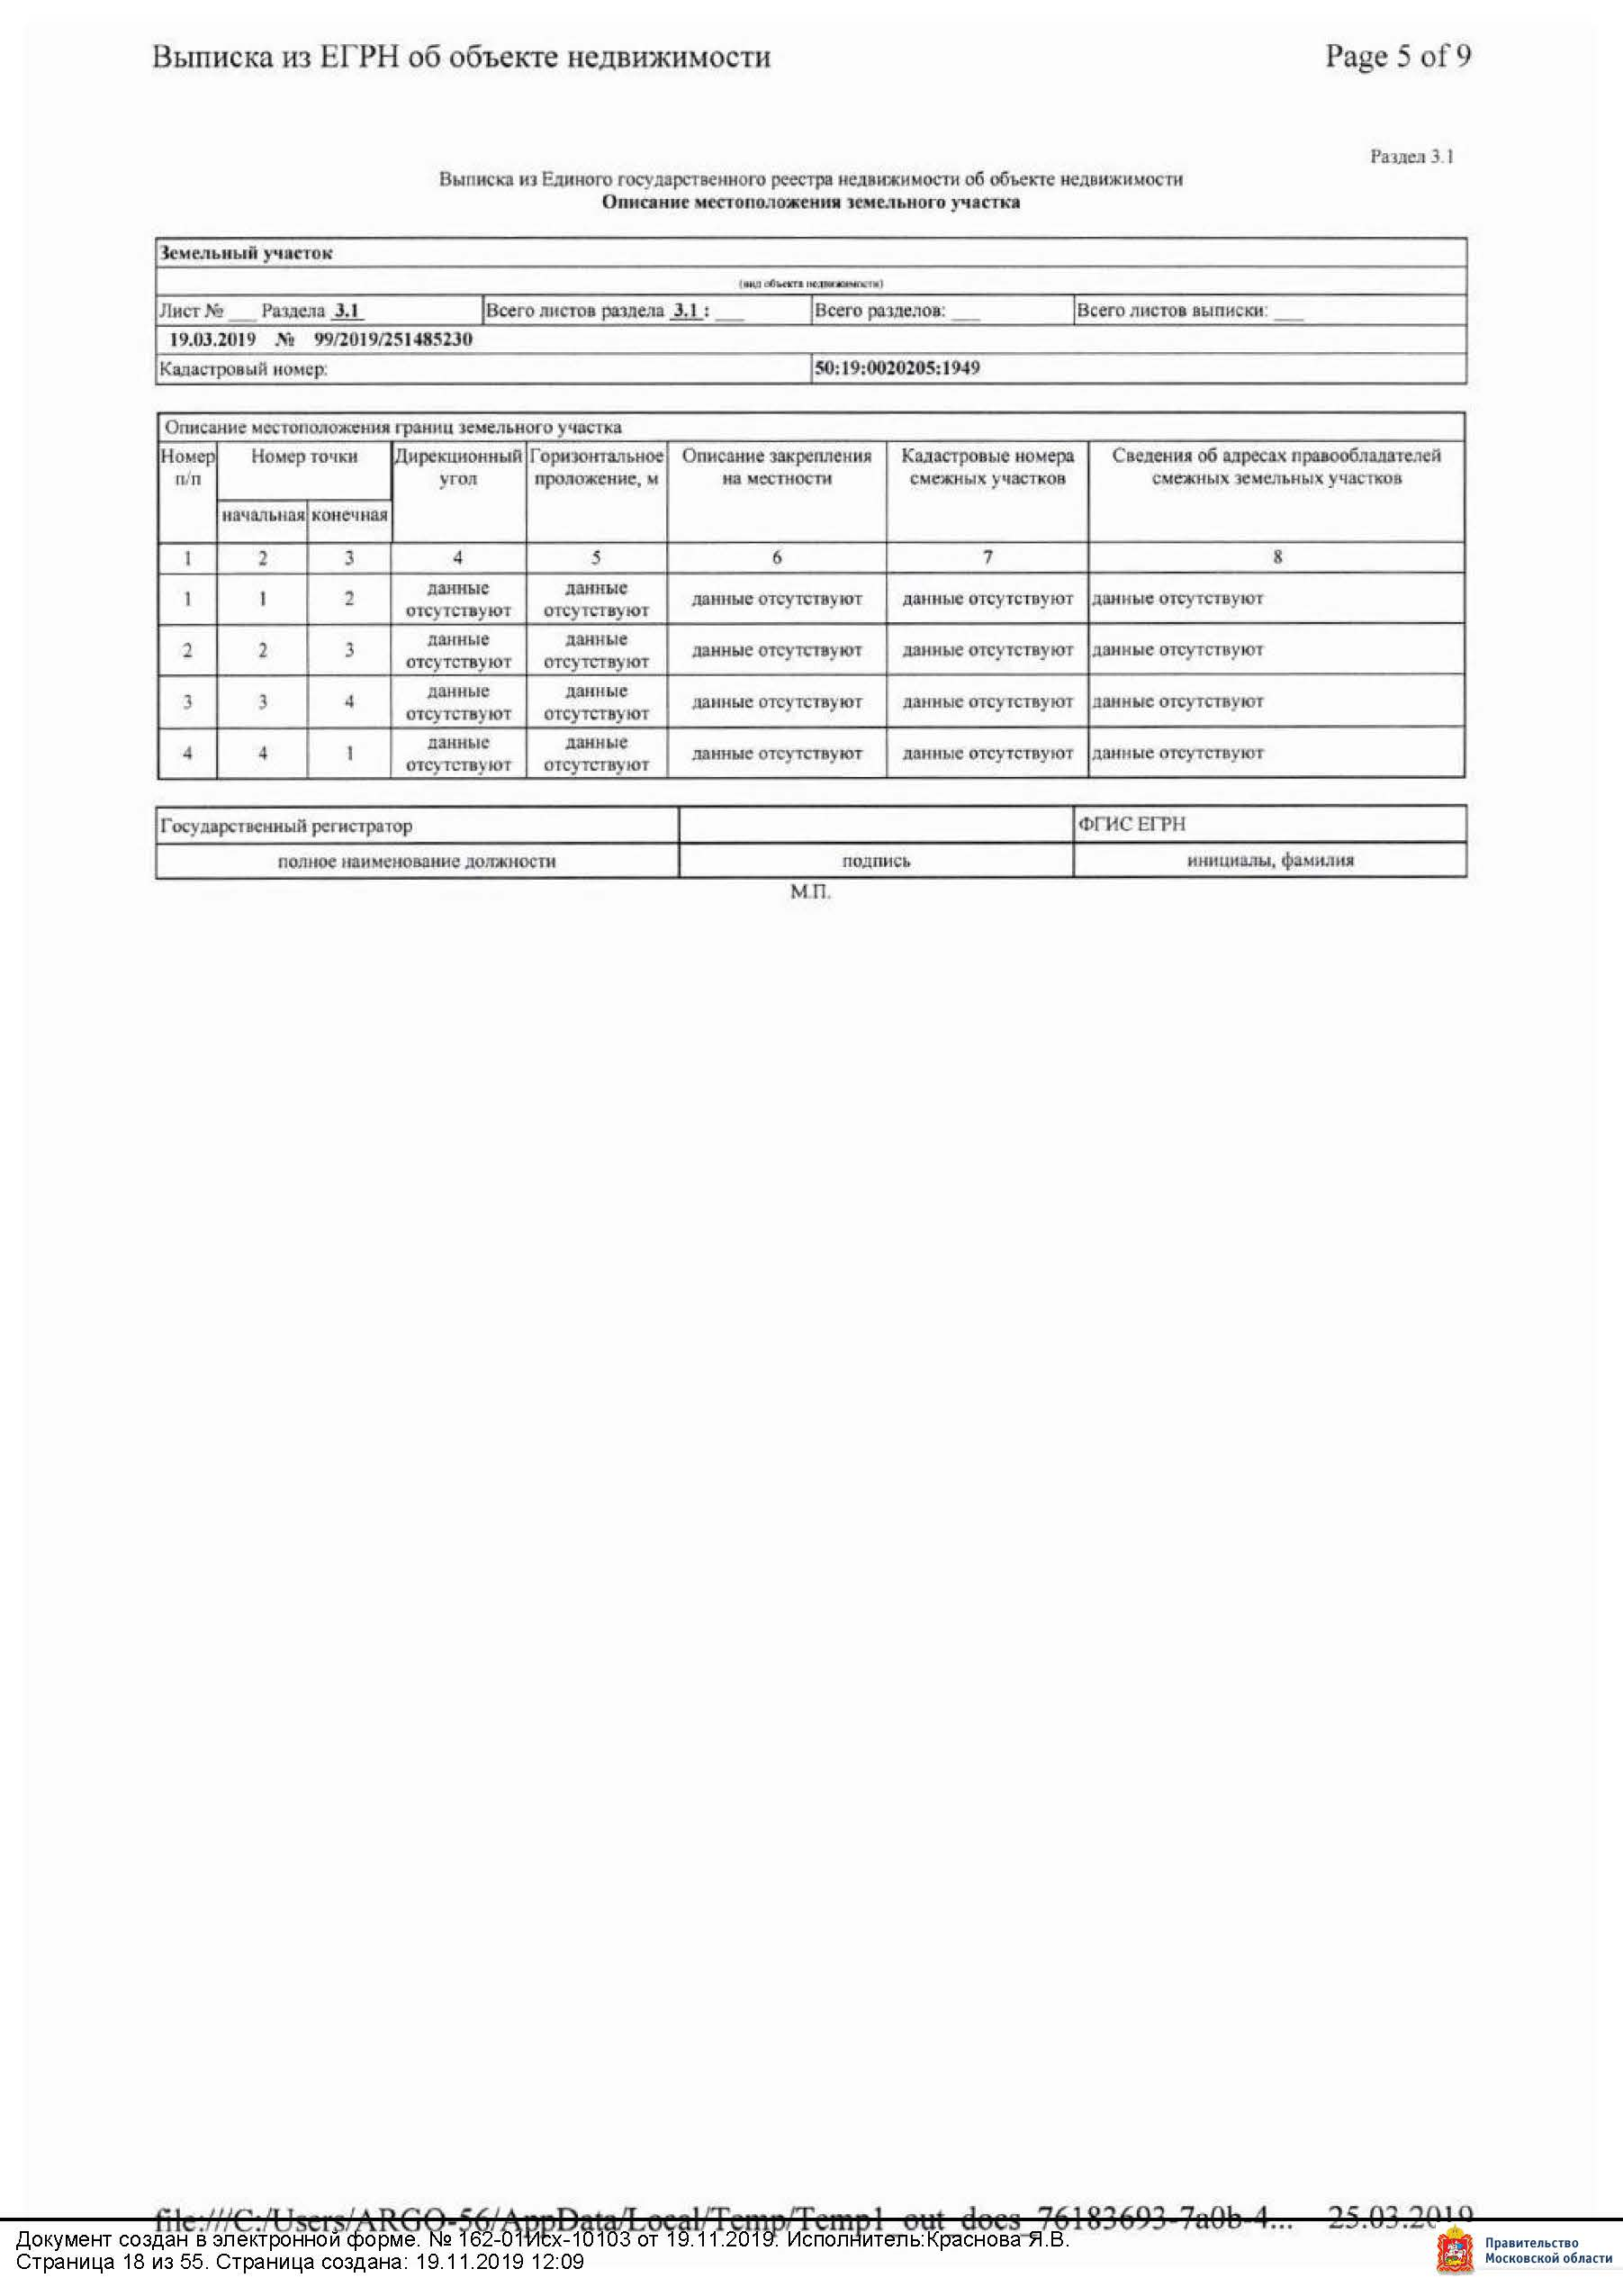 Выписка из ЕГРН об объекте недвижимости Page 5 of 9
Раздел 3.1
Выписка из Единого государственного реестра недвижимости об объекте недвижимости
Описание местоположения земельного участка
Земельный участок
(вид объекта недвижимости)
Лист № ___ Раздела 3.1 Всего листов раздела 3.1 : ___ Всего разделов: ___ Всего листов выписки: ___
19.03.2019 № 99/2019/251485230
Кадастровый номер: 50:19:0020205:1949
Описание местоположения границ земельного участка
Номер Номер точки Дирекционный Горизонтальное Описание закрепления Кадастровые номера Сведения об адресах правообладателей
п/п угол проложение, м на местности смежных участков смежных земельных участков
начальная конечная
1 2 3 4 5 6 7 8
данные данные
1 1 2 данные отсутствуют данные отсутствуют данные отсутствуют
отсутствуют отсутствуют
данные данные
2 2 3 данные отсутствуют данные отсутствуют данные отсутствуют
отсутствуют отсутствуют
данные данные
3 3 4 данные отсутствуют данные отсутствуют данные отсутствуют
отсутствуют отсутствуют
данные данные
4 4 1 данные отсутствуют данные отсутствуют данные отсутствуют
отсутствуют отсутствуют
Государственный регистратор ФГИС ЕГРН
полное наименование должности подпись инициалы, фамилия
М.П.
file:///C:/Users/ARGO-56/AppData/Local/Temp/Temp1_out_docs_76183693-7a0b-4... 25.03.2019
Документ создан в электронной форме. № 162-01Исх-10103 от 19.11.2019. Исполнитель:Краснова Я.В.
Страница 18 из 55. Страница создана: 19.11.2019 12:09
Правительство
Московской области